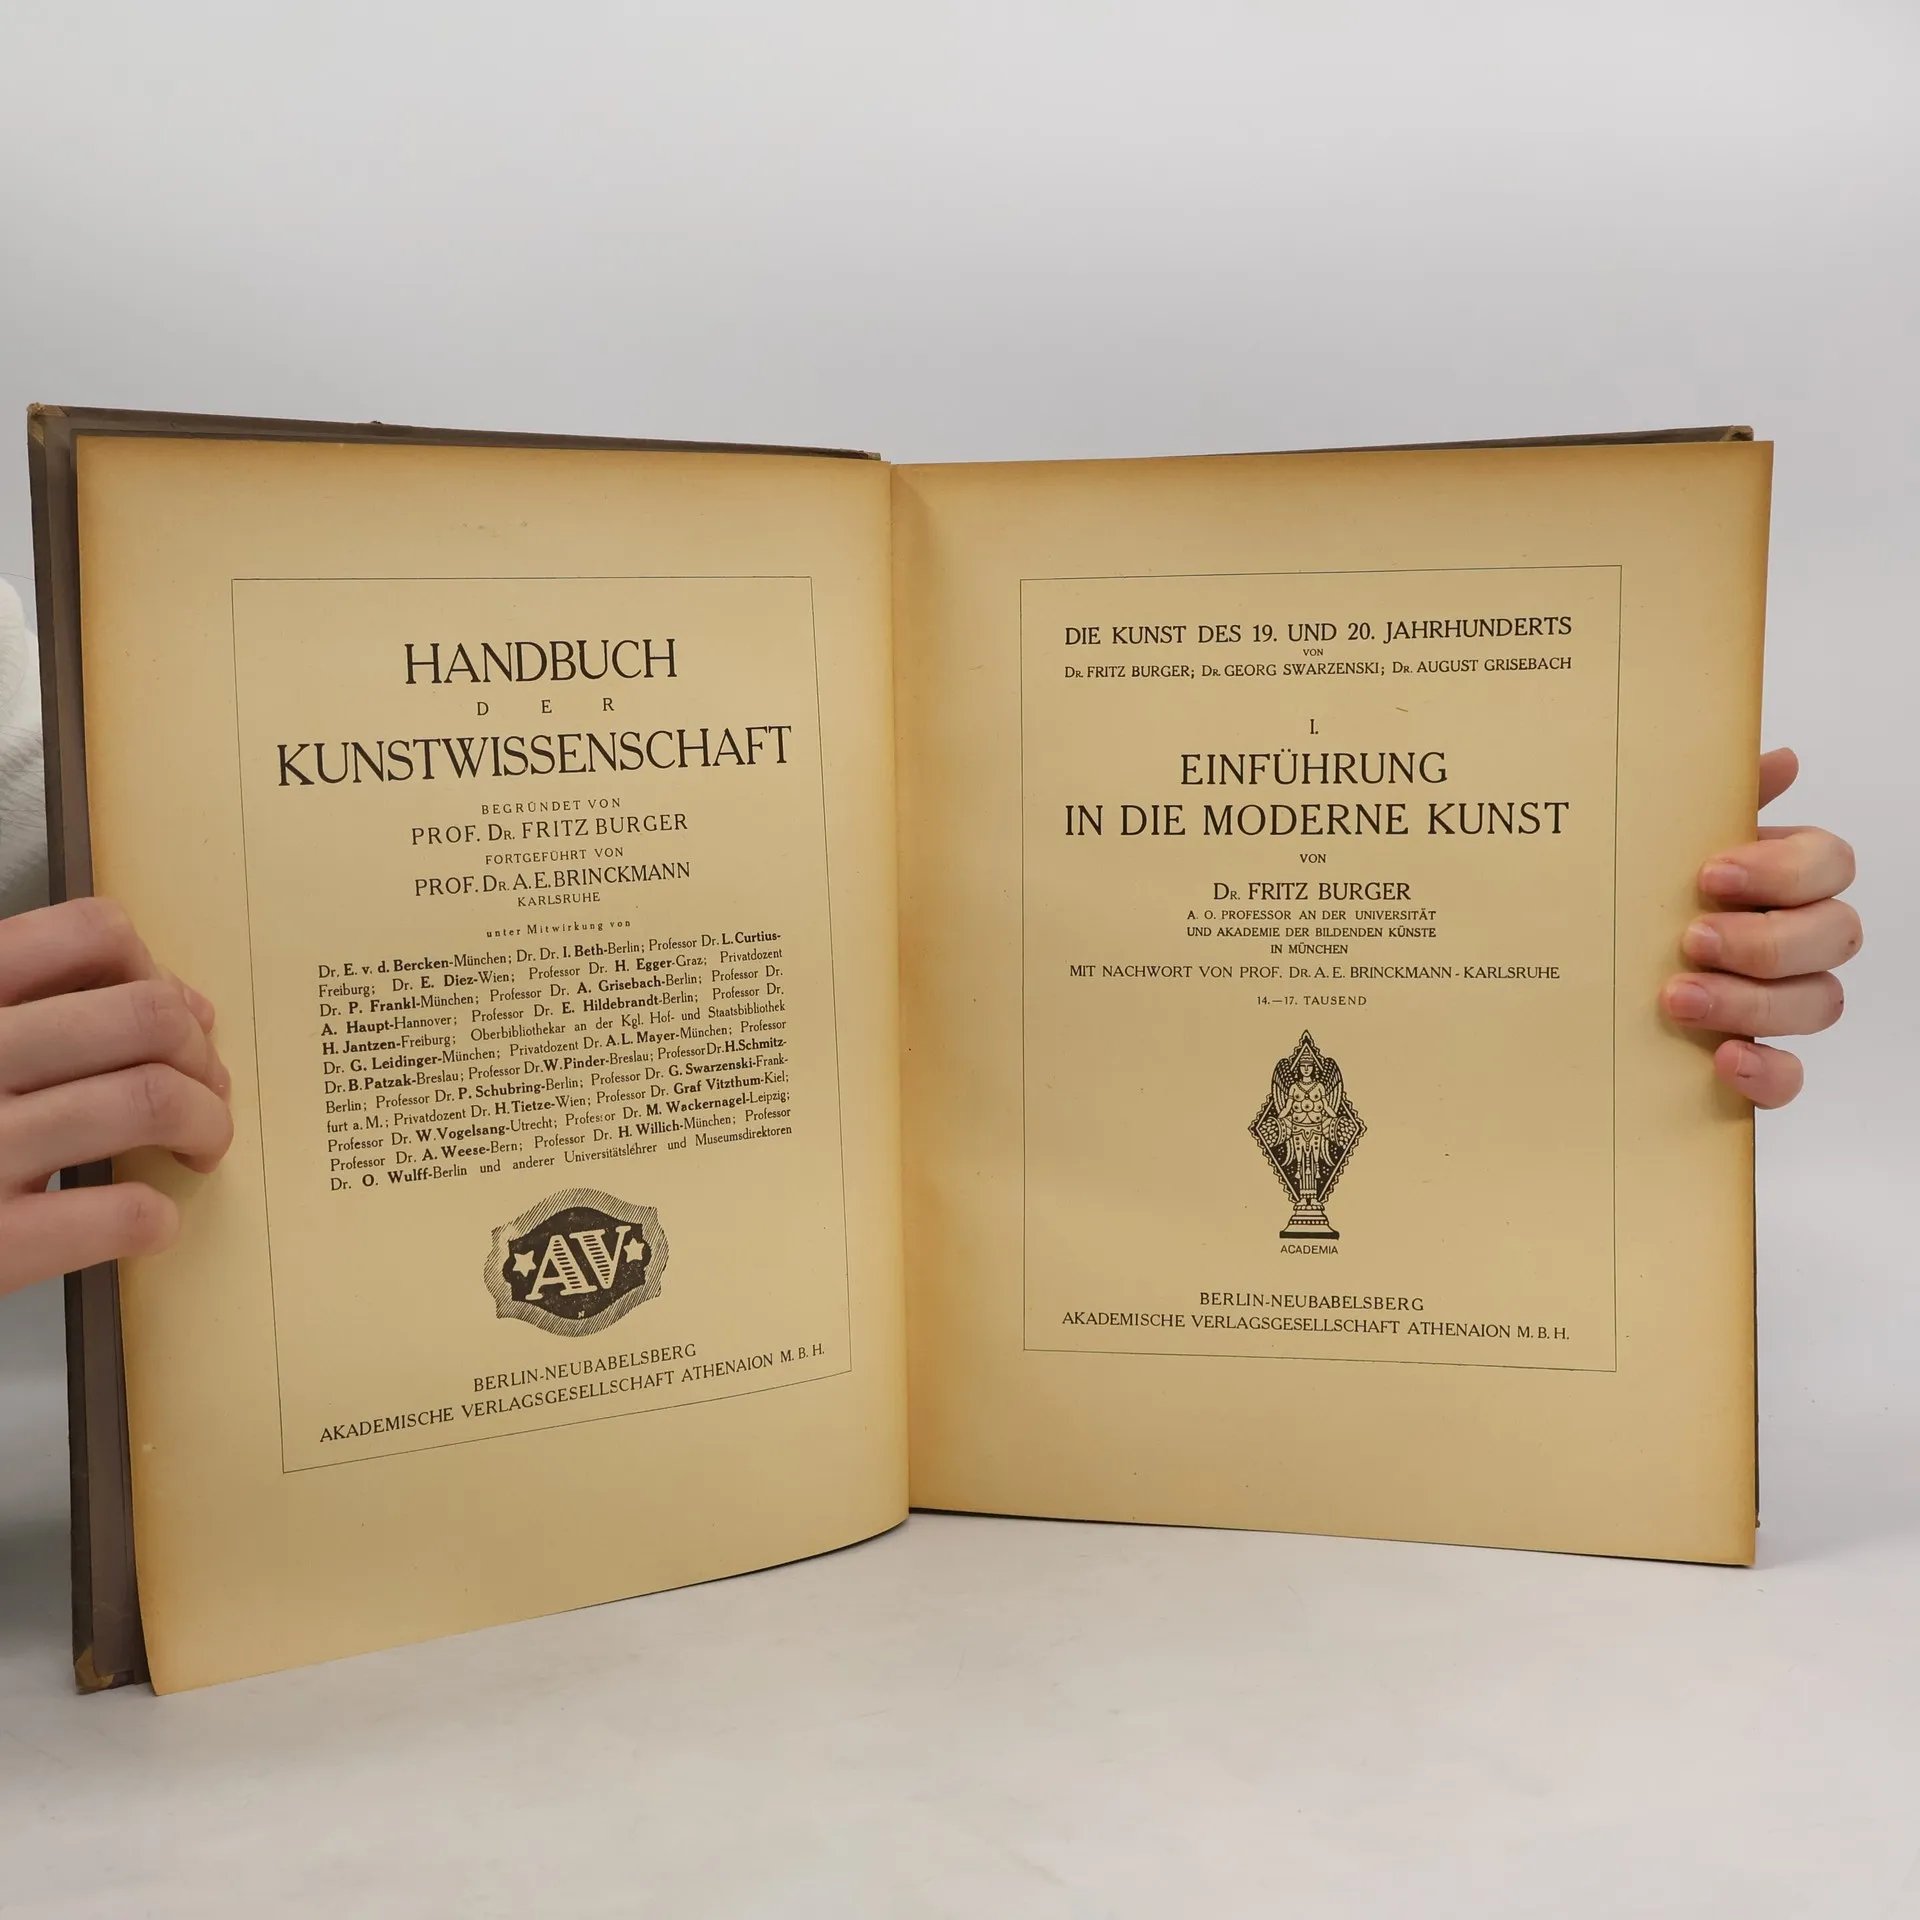 HANDBUCH
DER
KUNSTWISSENSCHAFT
BEGRÜNDET VON
PROF. DR. FRITZ BURGER
FORTGEFÜHRT VON
PROF. DR. A. E. BRINCKMANN
KARLSRUHE
unter Mitwirkung von
Dr. E. v. d. Bercken-München; Dr. Dr. I. Beth-Berlin; Professor Dr. L. Curtius-
Freiburg; Dr. E. Diez-Wien; Professor Dr. H. Egger-Graz; Privatdozent
Dr. P. Frankl-München; Professor Dr. A. Grisebach-Berlin; Professor Dr.
A. Haupt-Hannover; Professor Dr. E. Hildebrandt-Berlin; Professor Dr.
H. Jantzen-Freiburg; Oberbibliothekar an der Kgl. Hof- und Staatsbibliothek
Dr. G. Leidinger-München; Privatdozent Dr. A. L. Mayer-München; Professor
Dr. B. Patzak-Breslau; Professor Dr. W. Pinder-Breslau; Professor Dr. H. Schmitz-
Berlin; Professor Dr. P. Schubring-Berlin; Professor Dr. G. Swarzenski-Frank-
furt a. M.; Privatdozent Dr. H. Tietze-Wien; Professor Dr. Graf Vitzthum-Kiel;
Professor Dr. W. Vogelsang-Utrecht; Professor Dr. M. Wackernagel-Leipzig;
Professor Dr. A. Weese-Bern; Professor Dr. H. Willich-München; Professor
Dr. O. Wulff-Berlin und anderer Universitätslehrer und Museumsdirektoren
AV
N
BERLIN-NEUBABELSBERG
AKADEMISCHE VERLAGSGESELLSCHAFT ATHENAION M. B. H.
DIE KUNST DES 19. UND 20. JAHRHUNDERTS
VON
DR. FRITZ BURGER; DR. GEORG SWARZENSKI; DR. AUGUST GRISEBACH
I.
EINFÜHRUNG
IN DIE MODERNE KUNST
VON
DR. FRITZ BURGER
A. O. PROFESSOR AN DER UNIVERSITÄT
UND AKADEMIE DER BILDENDEN KÜNSTE
IN MÜNCHEN
MIT NACHWORT VON PROF. DR. A. E. BRINCKMANN - KARLSRUHE
14.—17. TAUSEND
ACADEMIA
BERLIN-NEUBABELSBERG
AKADEMISCHE VERLAGSGESELLSCHAFT ATHENAION M. B. H.